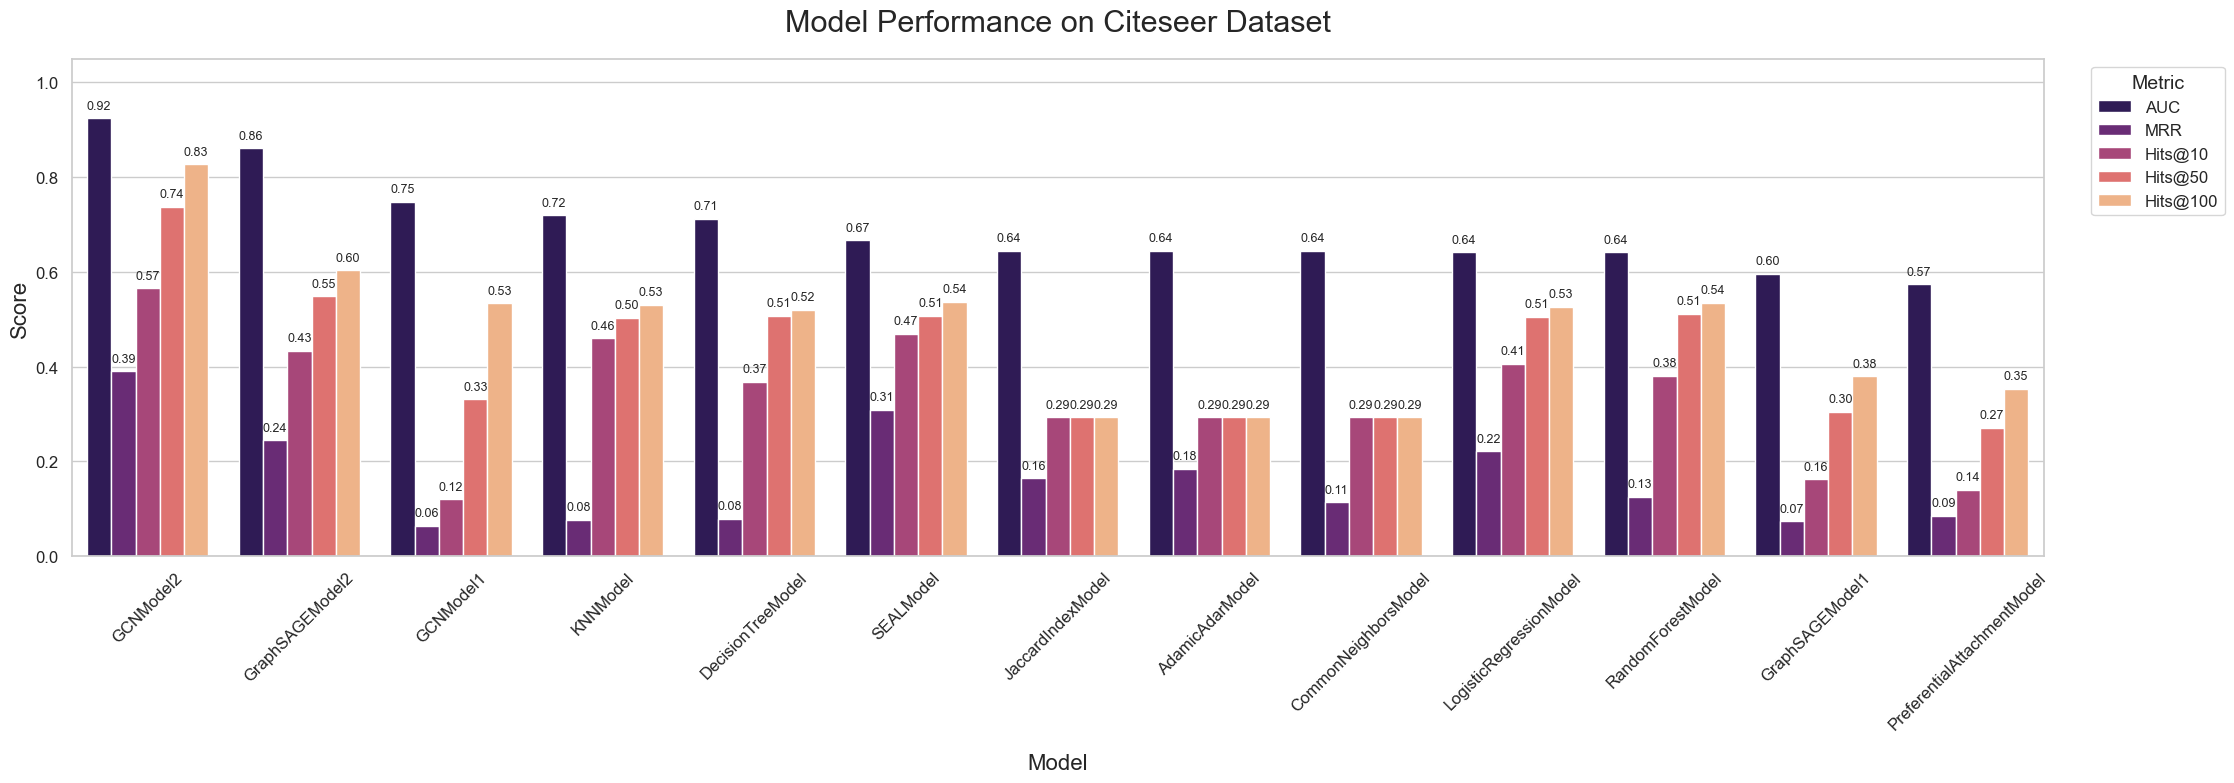 Model Performance on Citeseer Dataset
Score
1.0
0.8
0.6
0.4
0.2
0.0
0.92 0.39 0.57 0.74 0.83
0.86 0.24 0.43 0.55 0.60
0.75 0.06 0.12 0.33 0.53
0.72 0.08 0.46 0.50 0.53
0.71 0.08 0.37 0.51 0.52
0.67 0.31 0.47 0.51 0.54
0.64 0.16 0.29 0.29 0.29
0.64 0.18 0.29 0.29 0.29
0.64 0.11 0.29 0.29 0.29
0.64 0.22 0.41 0.51 0.53
0.64 0.13 0.38 0.51 0.54
0.60 0.07 0.16 0.30 0.38
0.57 0.09 0.14 0.27 0.35
GCNModel2
GraphSAGEModel2
GCNModel1
KNNModel
DecisionTreeModel
SEALModel
JaccardIndexModel
AdamicAdarModel
CommonNeighborsModel
LogisticRegressionModel
RandomForestModel
GraphSAGEModel1
PreferentialAttachmentModel
Model
Metric
AUC
MRR
Hits@10
Hits@50
Hits@100